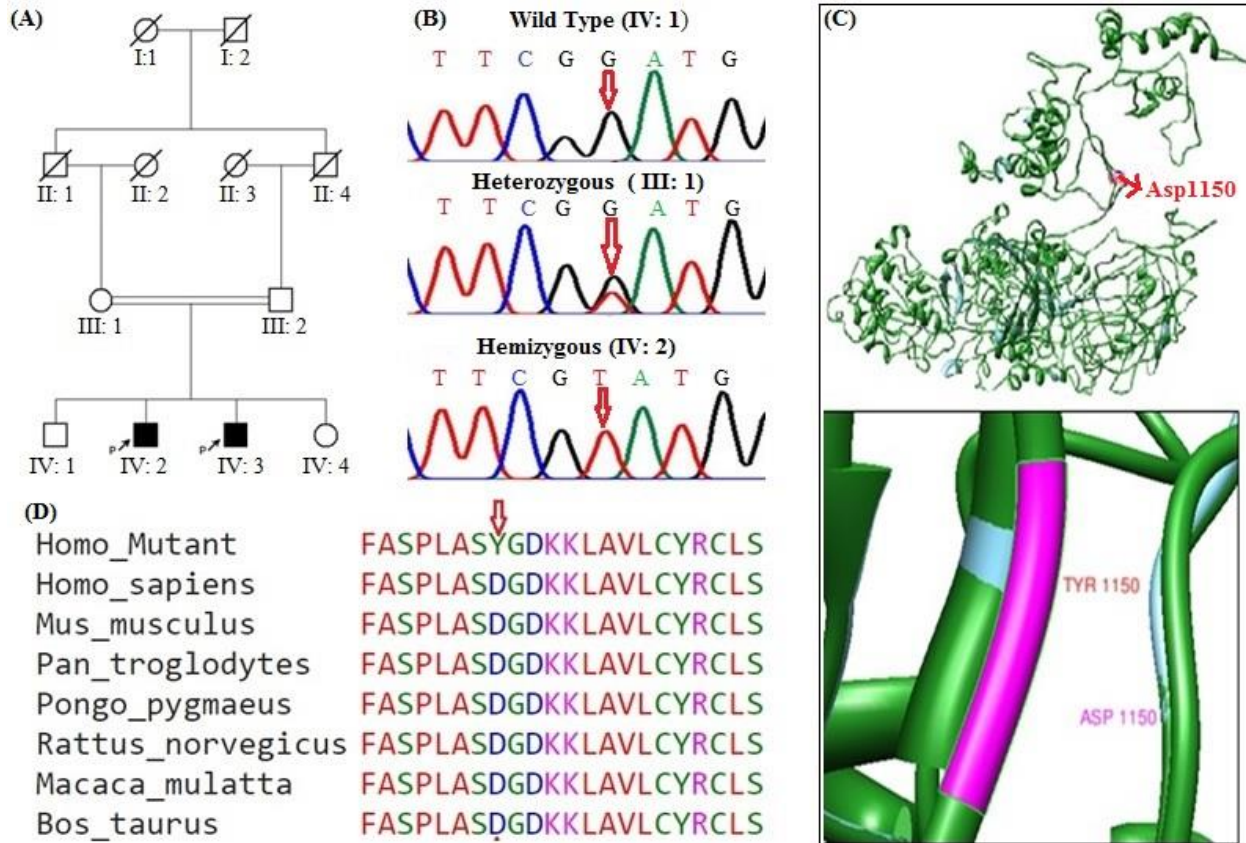 (A)
I:1
I: 2
II: 1
II: 2
II: 3
II: 4
III: 1
III: 2
P
P
IV: 1
IV: 2
IV: 3
IV: 4
(B)
Wild Type (IV: 1)
T T C G G A T G
Heterozygous ( III: 1)
T T C G G A T G
Hemizygous (IV: 2)
T T C G T A T G
(C)
Asp1150
TYR 1150
ASP 1150
(D)
Homo_Mutant FASPLASYGDKKLAVLCYRCLS
Homo_sapiens FASPLASDGDKKLAVLCYRCLS
Mus_musculus FASPLASDGDKKLAVLCYRCLS
Pan_troglodytes FASPLASDGDKKLAVLCYRCLS
Pongo_pygmaeus FASPLASDGDKKLAVLCYRCLS
Rattus_norvegicus FASPLASDGDKKLAVLCYRCLS
Macaca_mulatta FASPLASDGDKKLAVLCYRCLS
Bos_taurus FASPLASDGDKKLAVLCYRCLS